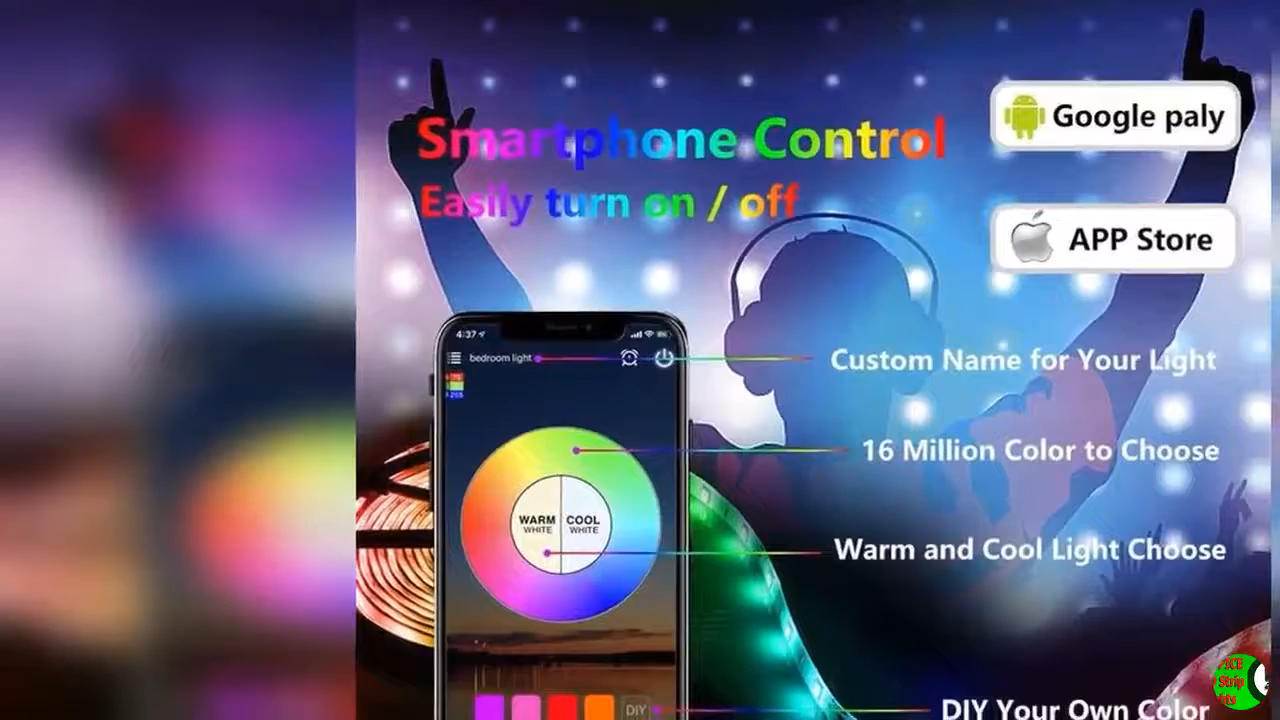 Smartphone Control
Easily turn on / off
Google paly
APP Store
4:37
bedroom light
Custom Name for Your Light
16 Million Color to Choose
WARM WHITE
COOL WHITE
Warm and Cool Light Choose
DIY
DIY Your Own Color
Strip